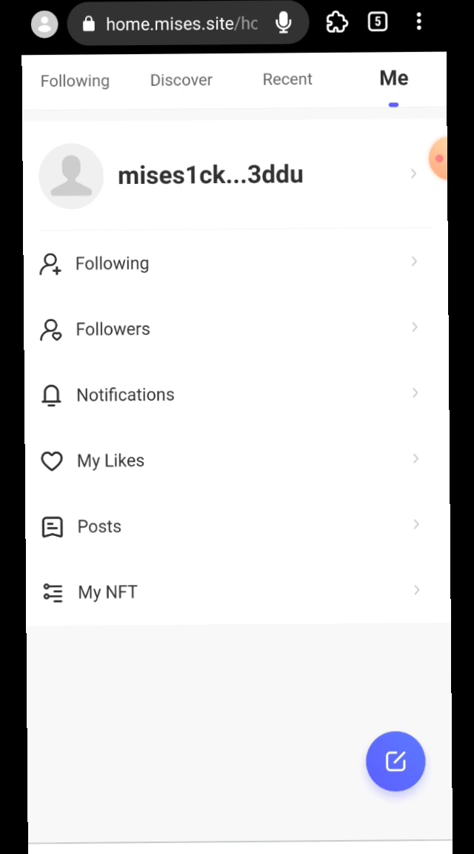 home.mises.site/hc
5
Following Discover Recent Me
mises1ck...3ddu
Following
Followers
Notifications
My Likes
Posts
My NFT